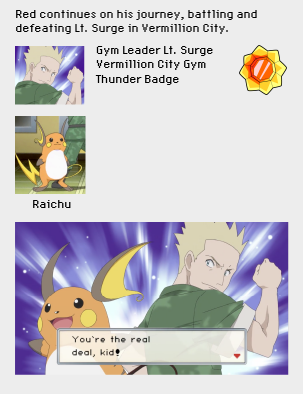 Red continues on his journey, battling and
defeating Lt. Surge in Vermillion City.
Gym Leader Lt. Surge
Vermillion City Gym
Thunder Badge
Raichu
You're the real
deal, kid!